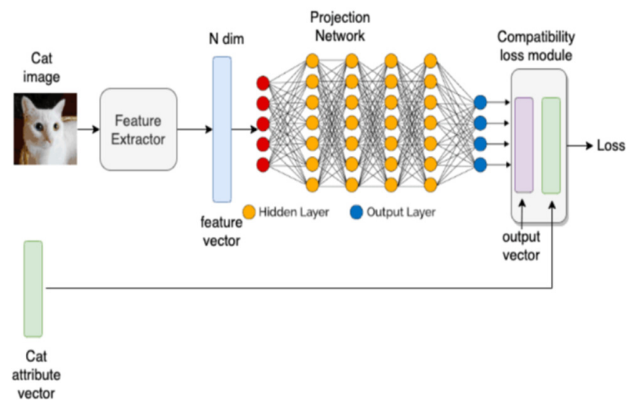 Projection
Network
Compatibility
loss module
N dim
Cat
image
Feature
Extractor
Loss
feature
vector
Hidden Layer
Output Layer
output
vector
Cat
attribute
vector